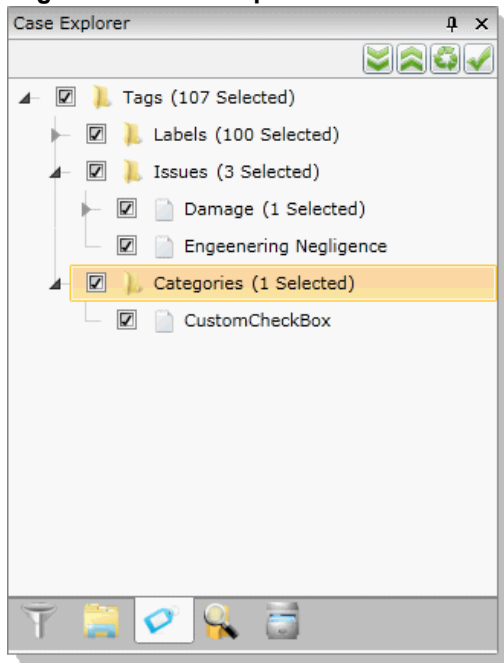 Case Explorer
Tags (107 Selected)
Labels (100 Selected)
Issues (3 Selected)
Damage (1 Selected)
Engeenering Negligence
Categories (1 Selected)
CustomCheckBox